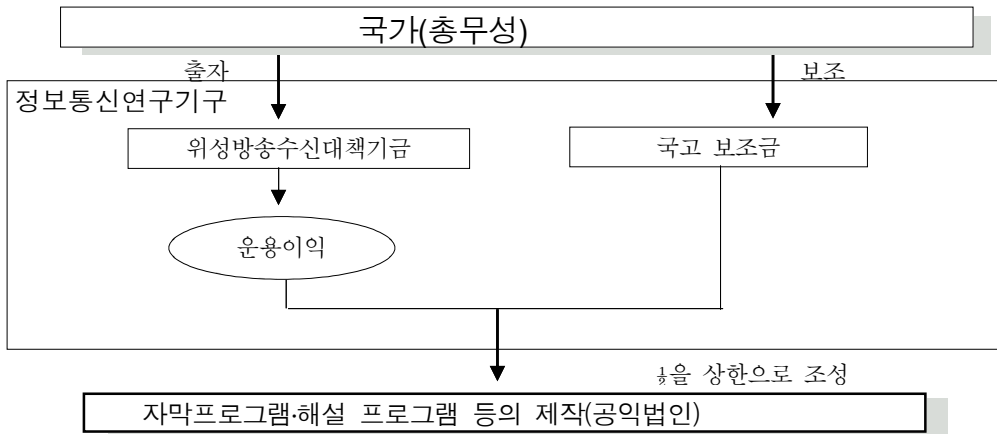 국가(총무성)
출자
보조
정보통신연구기구
위성방송수신대책기금
국고 보조금
운용이익
을 상한으로 조성
자막프로그램·해설 프로그램 등의 제작(공익법인)